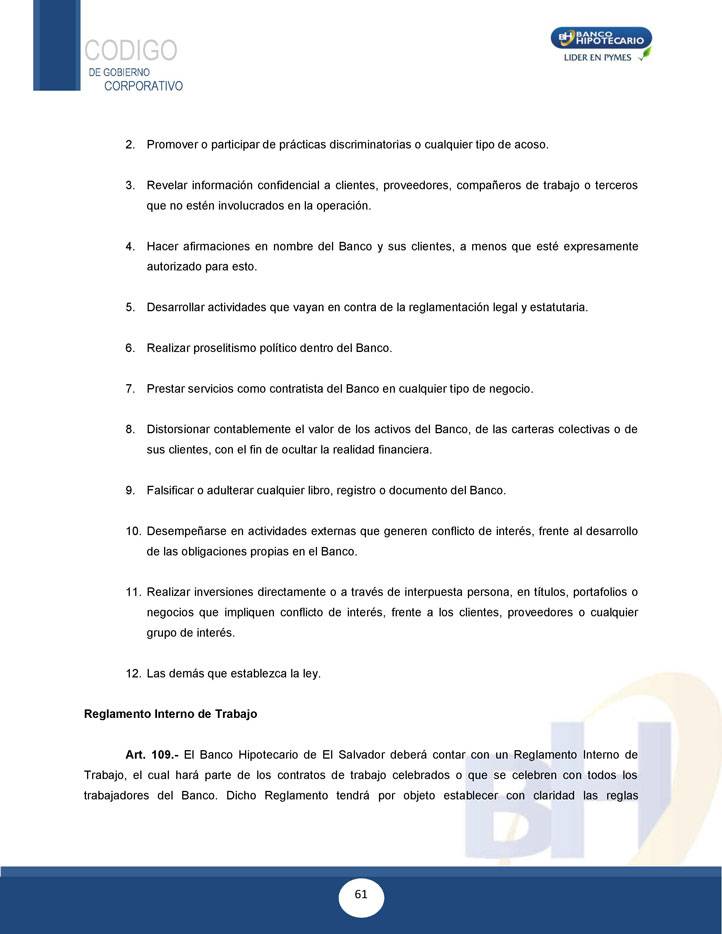 CODIGO
DE GOBIERNO
CORPORATIVO
BH BANCO
HIPOTECARIO
LIDER EN PYMES
2. Promover o participar de prácticas discriminatorias o cualquier tipo de acoso.
3. Revelar información confidencial a clientes, proveedores, compañeros de trabajo o terceros
que no estén involucrados en la operación.
4. Hacer afirmaciones en nombre del Banco y sus clientes, a menos que esté expresamente
autorizado para esto.
5. Desarrollar actividades que vayan en contra de la reglamentación legal y estatutaria.
6. Realizar proselitismo político dentro del Banco.
7. Prestar servicios como contratista del Banco en cualquier tipo de negocio.
8. Distorsionar contablemente el valor de los activos del Banco, de las carteras colectivas o de
sus clientes, con el fin de ocultar la realidad financiera.
9. Falsificar o adulterar cualquier libro, registro o documento del Banco.
10. Desempeñarse en actividades externas que generen conflicto de interés, frente al desarrollo
de las obligaciones propias en el Banco.
11. Realizar inversiones directamente o a través de interpuesta persona, en títulos, portafolios o
negocios que impliquen conflicto de interés, frente a los clientes, proveedores o cualquier
grupo de interés.
12. Las demás que establezca la ley.
Reglamento Interno de Trabajo
Art. 109.- El Banco Hipotecario de El Salvador deberá contar con un Reglamento Interno de
Trabajo, el cual hará parte de los contratos de trabajo celebrados o que se celebren con todos los
trabajadores del Banco. Dicho Reglamento tendrá por objeto establecer con claridad las reglas
BH
61